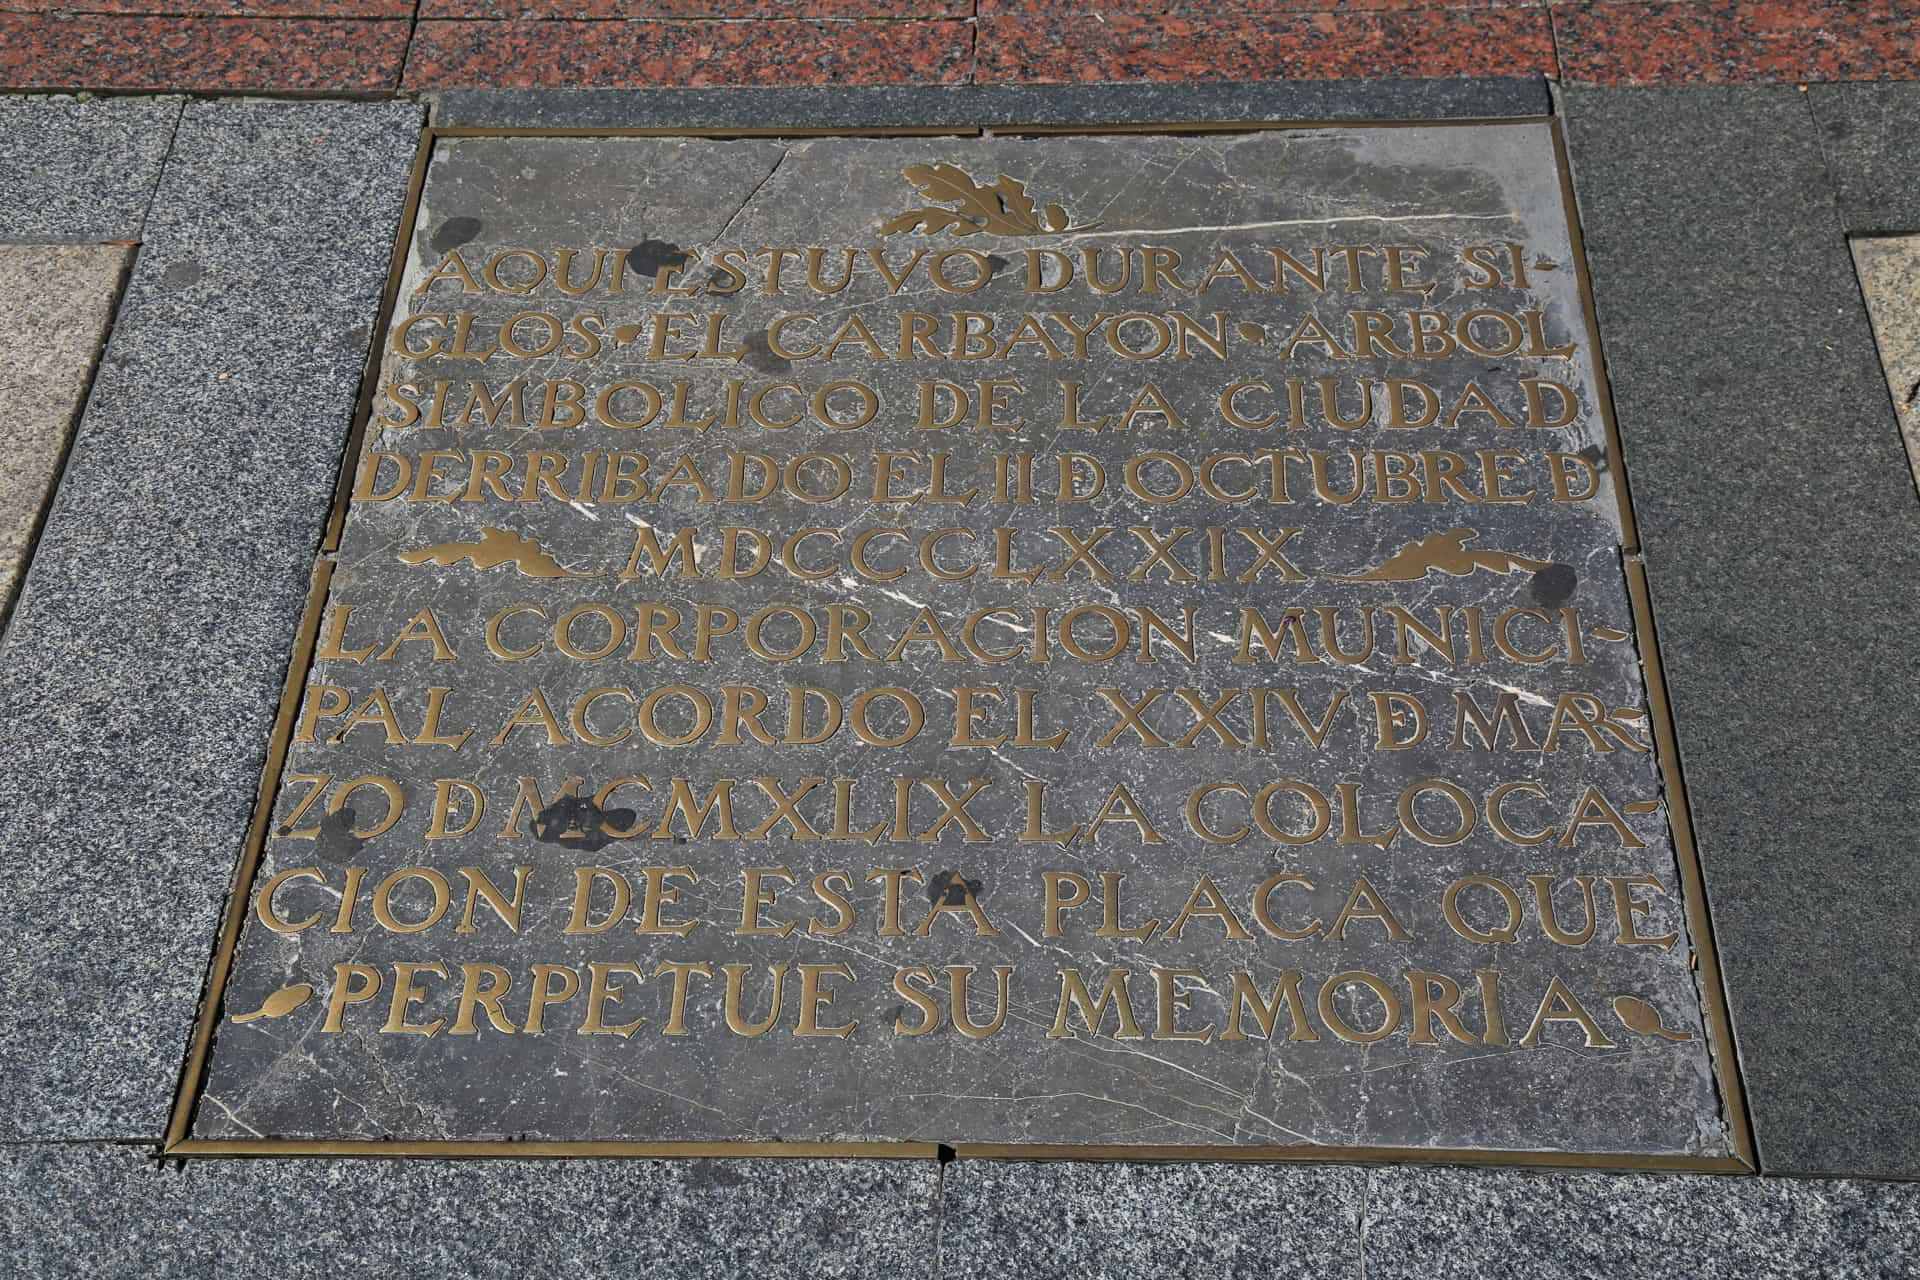 AQUI ESTUVO DURANTE SI-
GLOS · EL CARBAYON · ARBOL
SIMBOLICO DE LA CIUDAD
DERRIBADO EL II Đ OCTUBRE Đ
MDCCCLXXIX
LA CORPORACION MUNICI-
PAL ACORDO EL XXIV Đ MAR-
ZO Đ MCMXLIX LA COLOCA-
CION DE ESTA PLACA QUE
PERPETUE SU MEMORIA